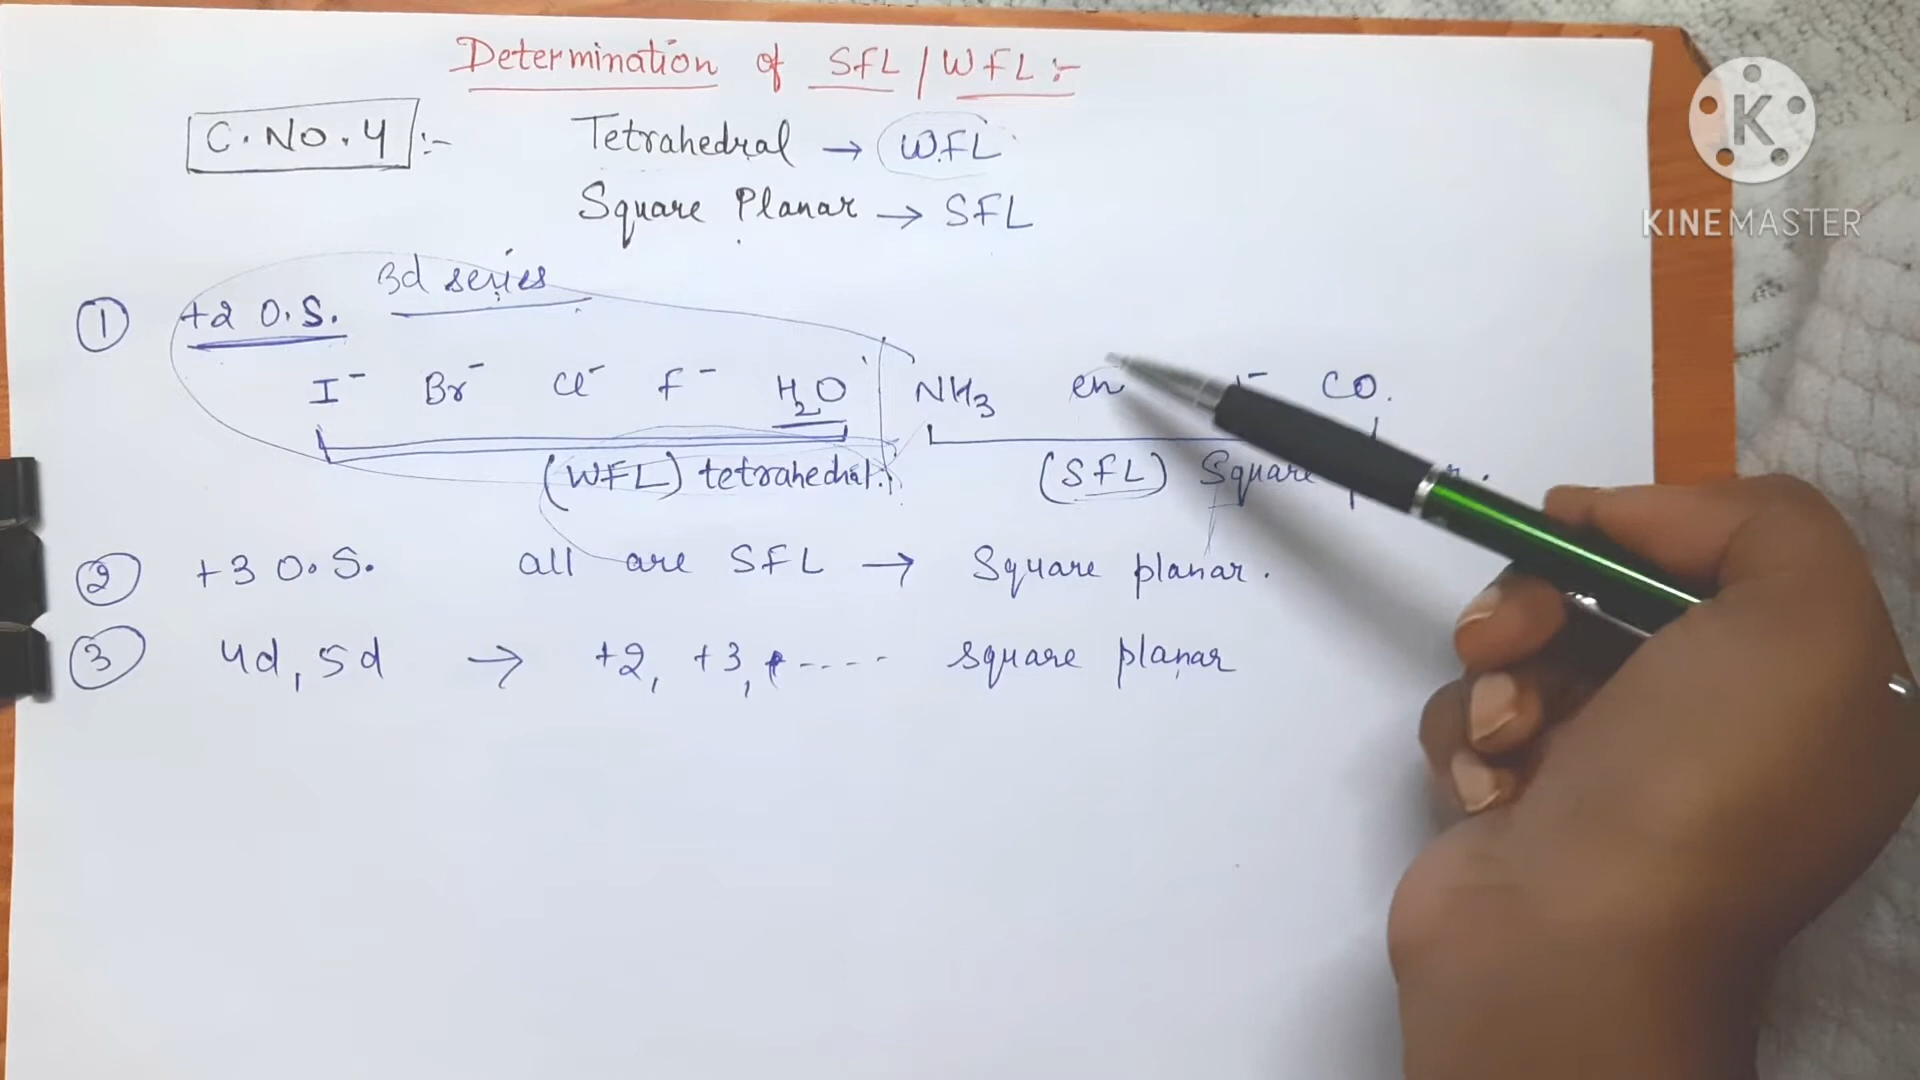 Determination of SFL / WFL :-
C.No.4 :- Tetrahedral → WFL
Square Planar → SFL
① +2 O.S. 3d series
I⁻ Br⁻ Cl⁻ F⁻ H₂O NH₃ en CO.
(WFL) tetrahedral. (SFL) Square
② +3 O.S. all are SFL → Square planar.
③ 4d, 5d → +2, +3, ---- square planar
K
KINEMASTER